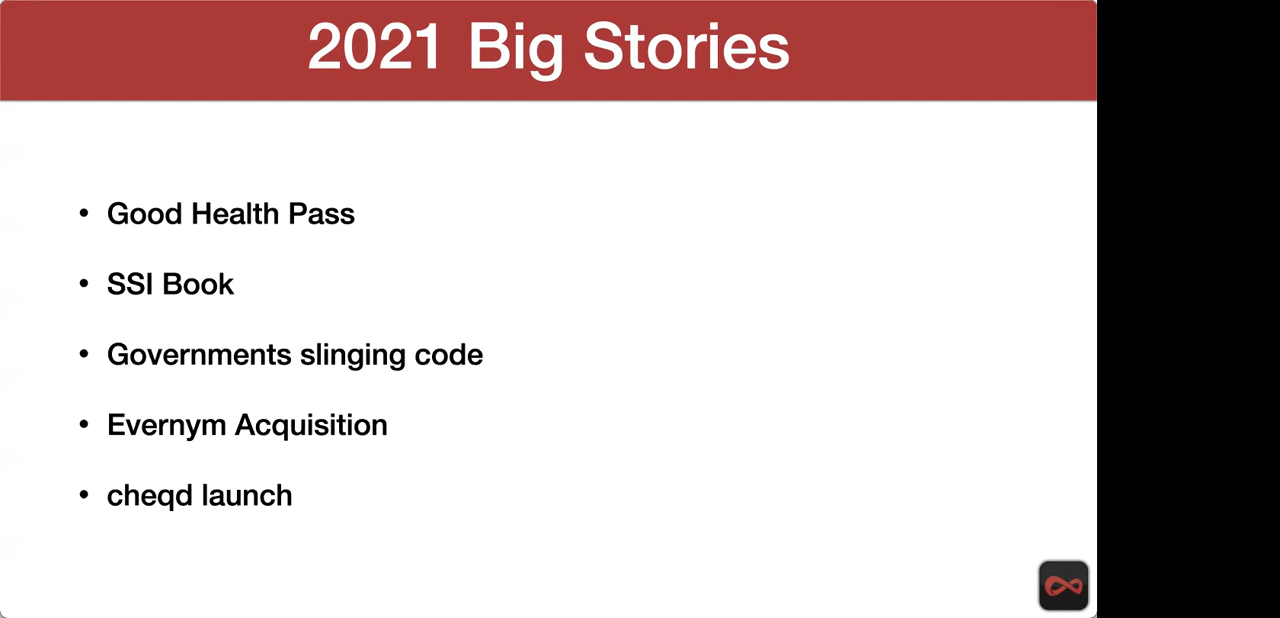 2021 Big Stories
• Good Health Pass
• SSI Book
• Governments slinging code
• Evernym Acquisition
• cheqd launch